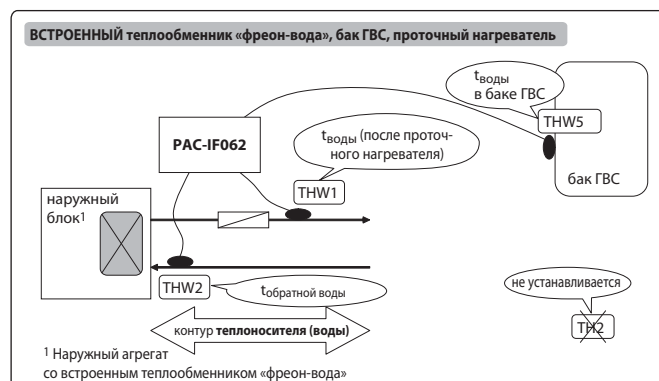 ВСТРОЕННЫЙ теплообменник «фреон-вода», бак ГВС, проточный нагреватель
tводы
в баке ГВС
THW5
бак ГВС
PAC-IF062
tводы (после проточ-
ного нагревателя)
THW1
наружный
блок1
THW2
tобратной воды
не устанавливается
TH2
контур теплоносителя (воды)
1 Наружный агрегат
со встроенным теплообменником «фреон-вода»